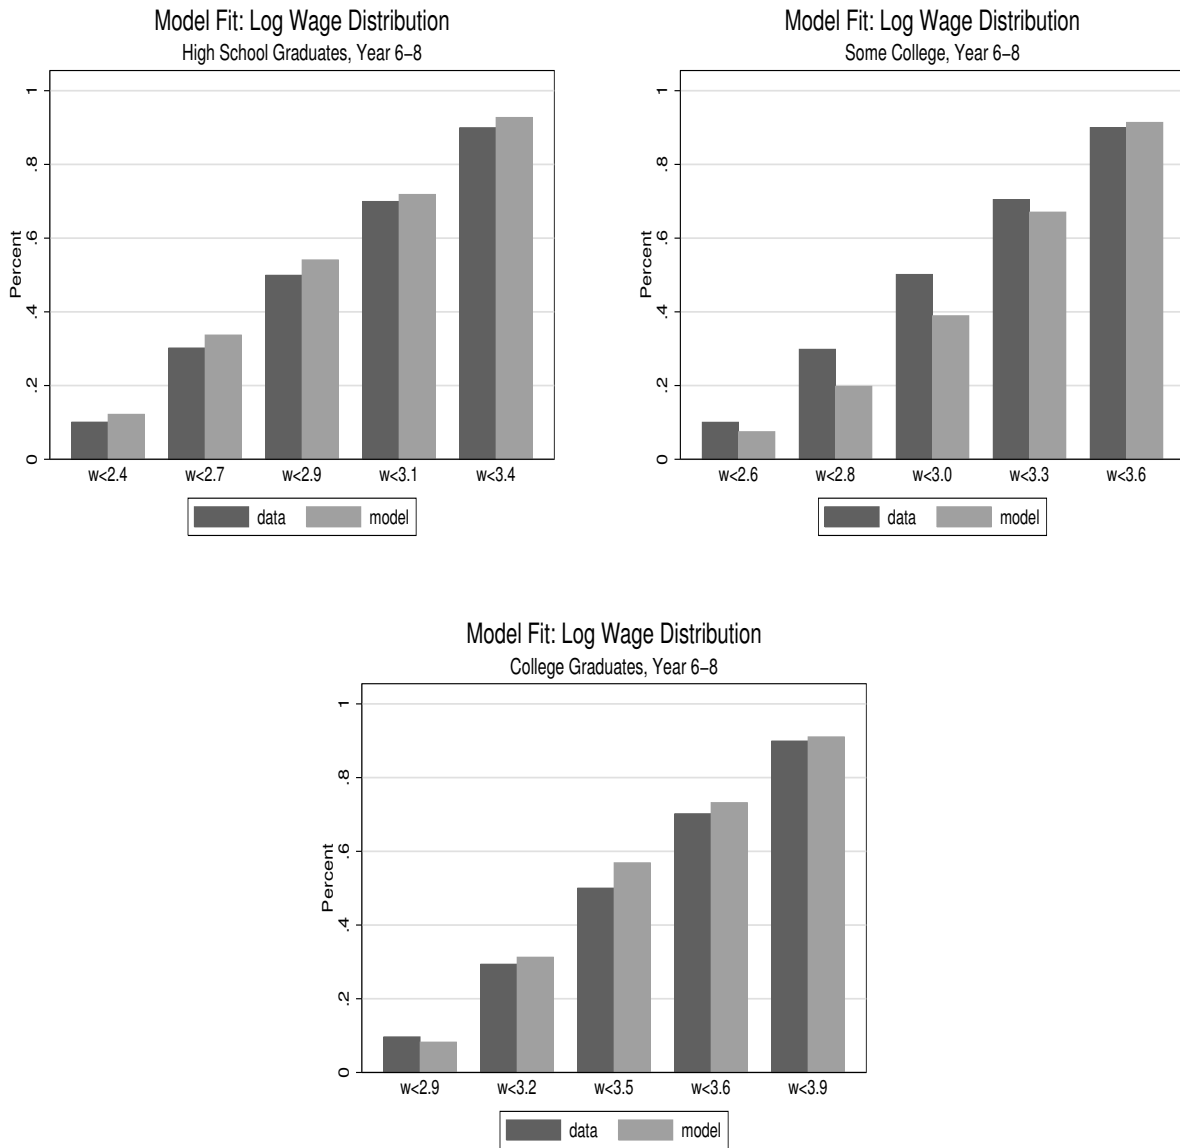 Model Fit: Log Wage Distribution
High School Graduates, Year 6–8
Percent
1
.8
.6
.4
.2
0
w<2.4 w<2.7 w<2.9 w<3.1 w<3.4
data model
Model Fit: Log Wage Distribution
Some College, Year 6–8
Percent
1
.8
.6
.4
.2
0
w<2.6 w<2.8 w<3.0 w<3.3 w<3.6
data model
Model Fit: Log Wage Distribution
College Graduates, Year 6–8
Percent
1
.8
.6
.4
.2
0
w<2.9 w<3.2 w<3.5 w<3.6 w<3.9
data model